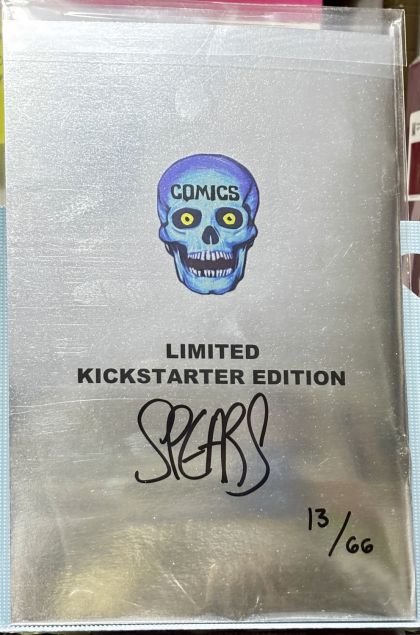 COMICS
LIMITED
KICKSTARTER EDITION
SPEARS
13/66